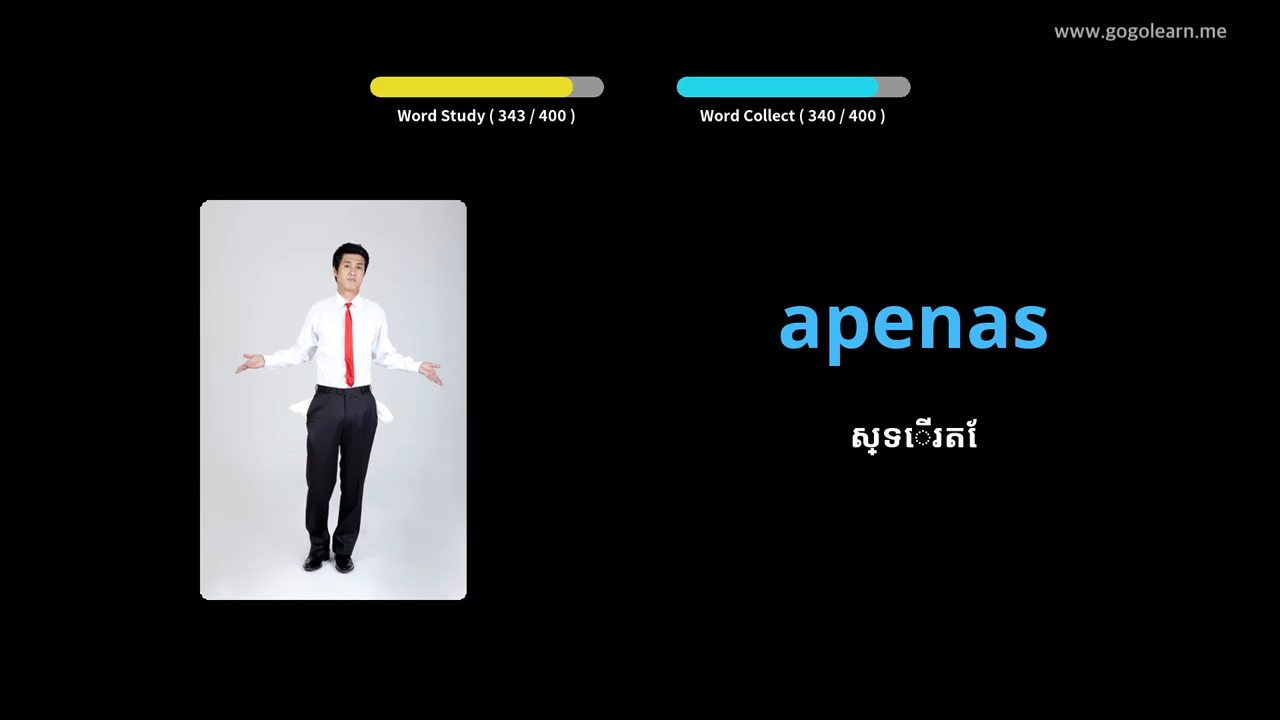 www.gogolearn.me
Word Study ( 343 / 400 )
Word Collect ( 340 / 400 )
apenas
ស្ទើរតែ